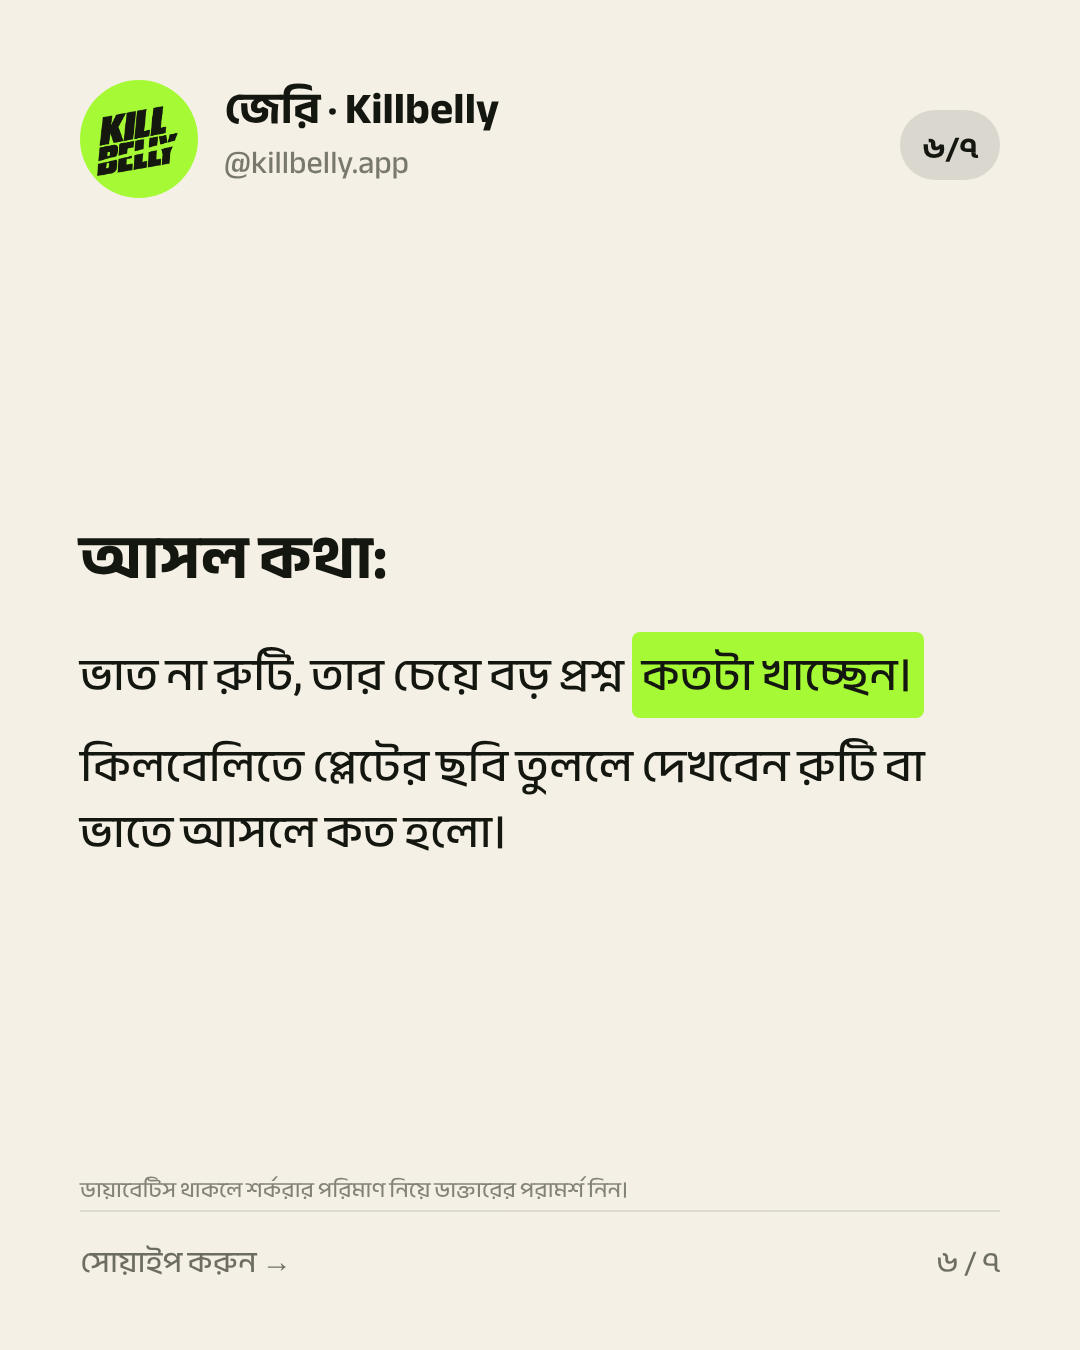 KILL
BELLY
জেরি · Killbelly
@killbelly.app
৬/৭
আসল কথা:
ভাত না রুটি, তার চেয়ে বড় প্রশ্ন কতটা খাচ্ছেন।
কিলবেলিতে প্লেটের ছবি তুললে দেখবেন রুটি বা
ভাতে আসলে কত হলো।
ডায়াবেটিস থাকলে শর্করার পরিমাণ নিয়ে ডাক্তারের পরামর্শ নিন।
সোয়াইপ করুন →
৬ / ৭